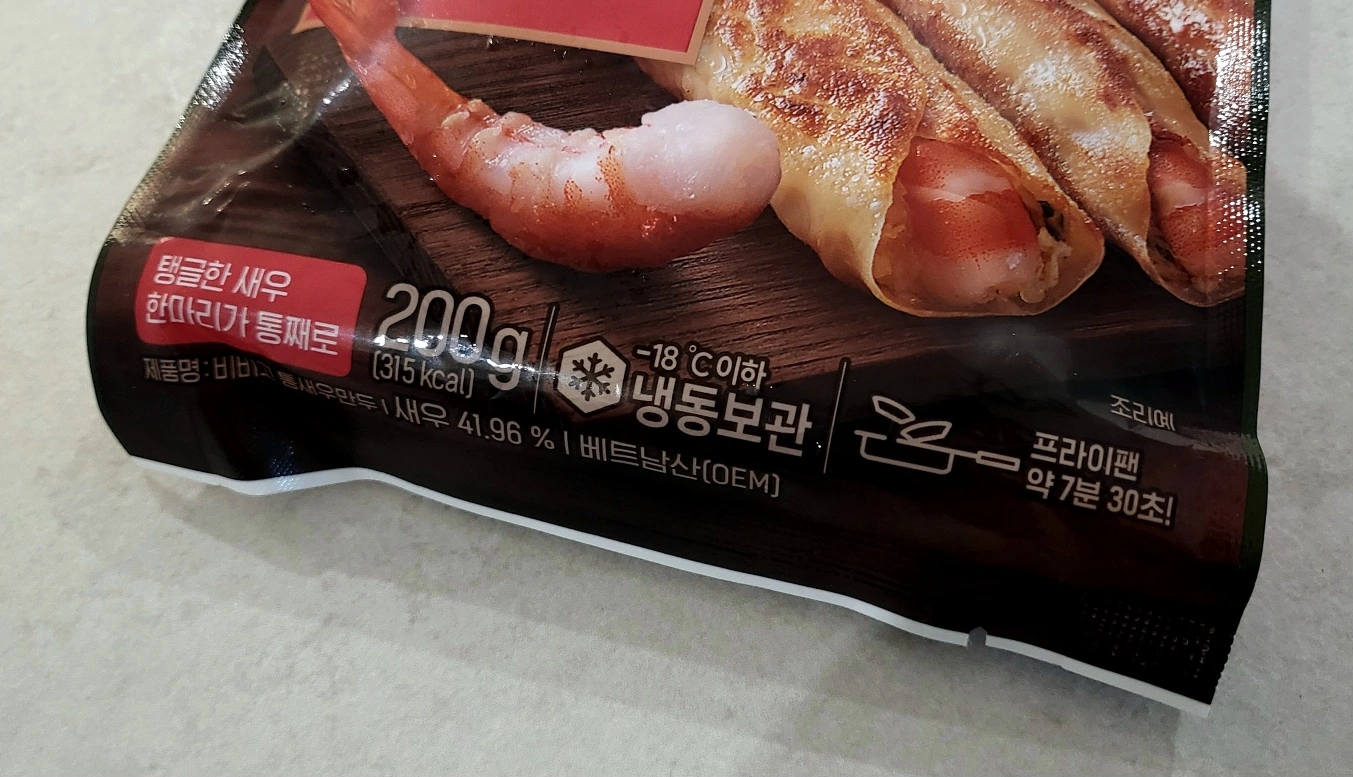 탱글한 새우
한마리가 통째로
200g
(315 kcal)
-18 ℃ 이하
냉동보관
조리예
프라이팬
약 7분 30초!
제품명 : 비비고 통새우만두 | 새우 41.96 % | 베트남산(OEM)